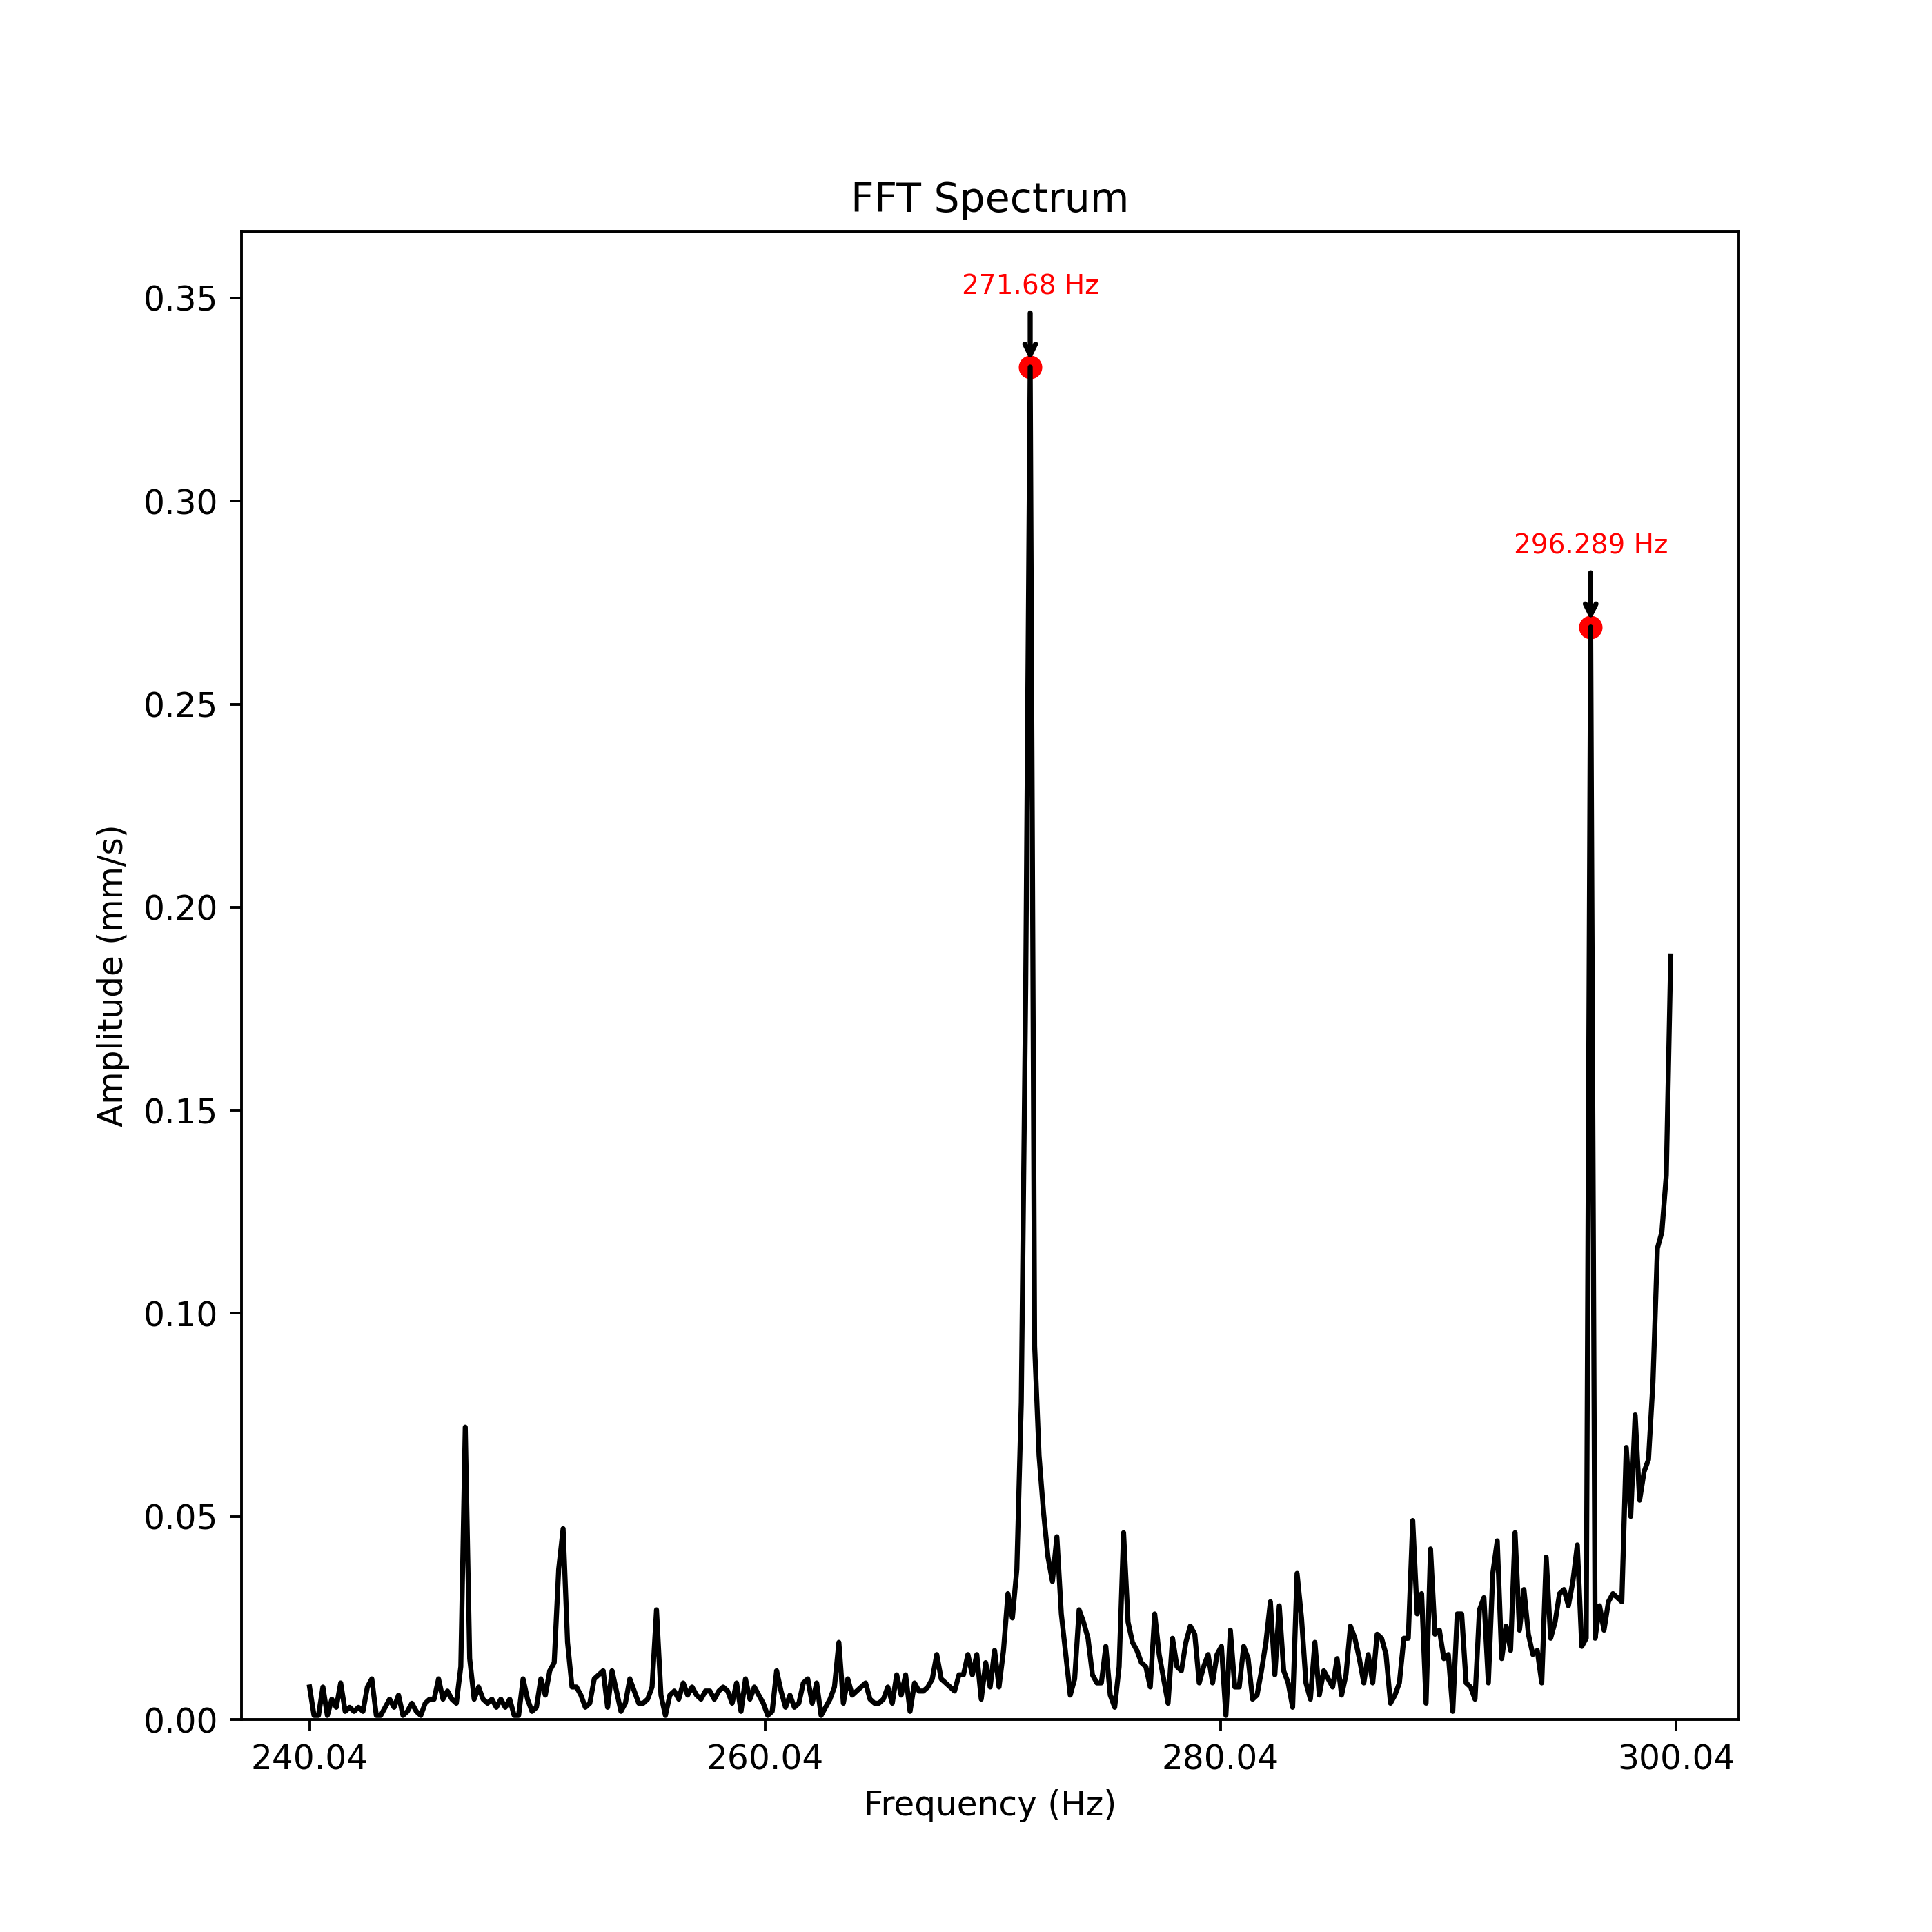 FFT Spectrum
271.68 Hz
296.289 Hz
0.35
0.30
0.25
0.20
0.15
0.10
0.05
0.00
Amplitude (mm/s)
240.04 260.04 280.04 300.04
Frequency (Hz)